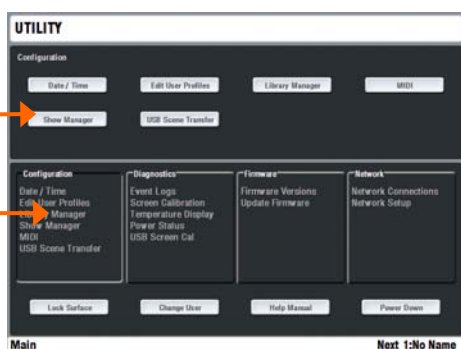 UTILITY
Configuration
Date / Time Edit User Profiles Library Manager MIDI
Show Manager USB Scene Transfer
Configuration Diagnostics Firmware Network
Date / Time Event Logs Firmware Versions Network Connections
Edit User Profiles Screen Calibration Update Firmware Network Setup
Manager Temperature Display
Show Manager Power Status
MIDI USB Screen Cal
USB Scene Transfer
Lock Surface Change User Help Manual Power Down
Main Next 1:No Name